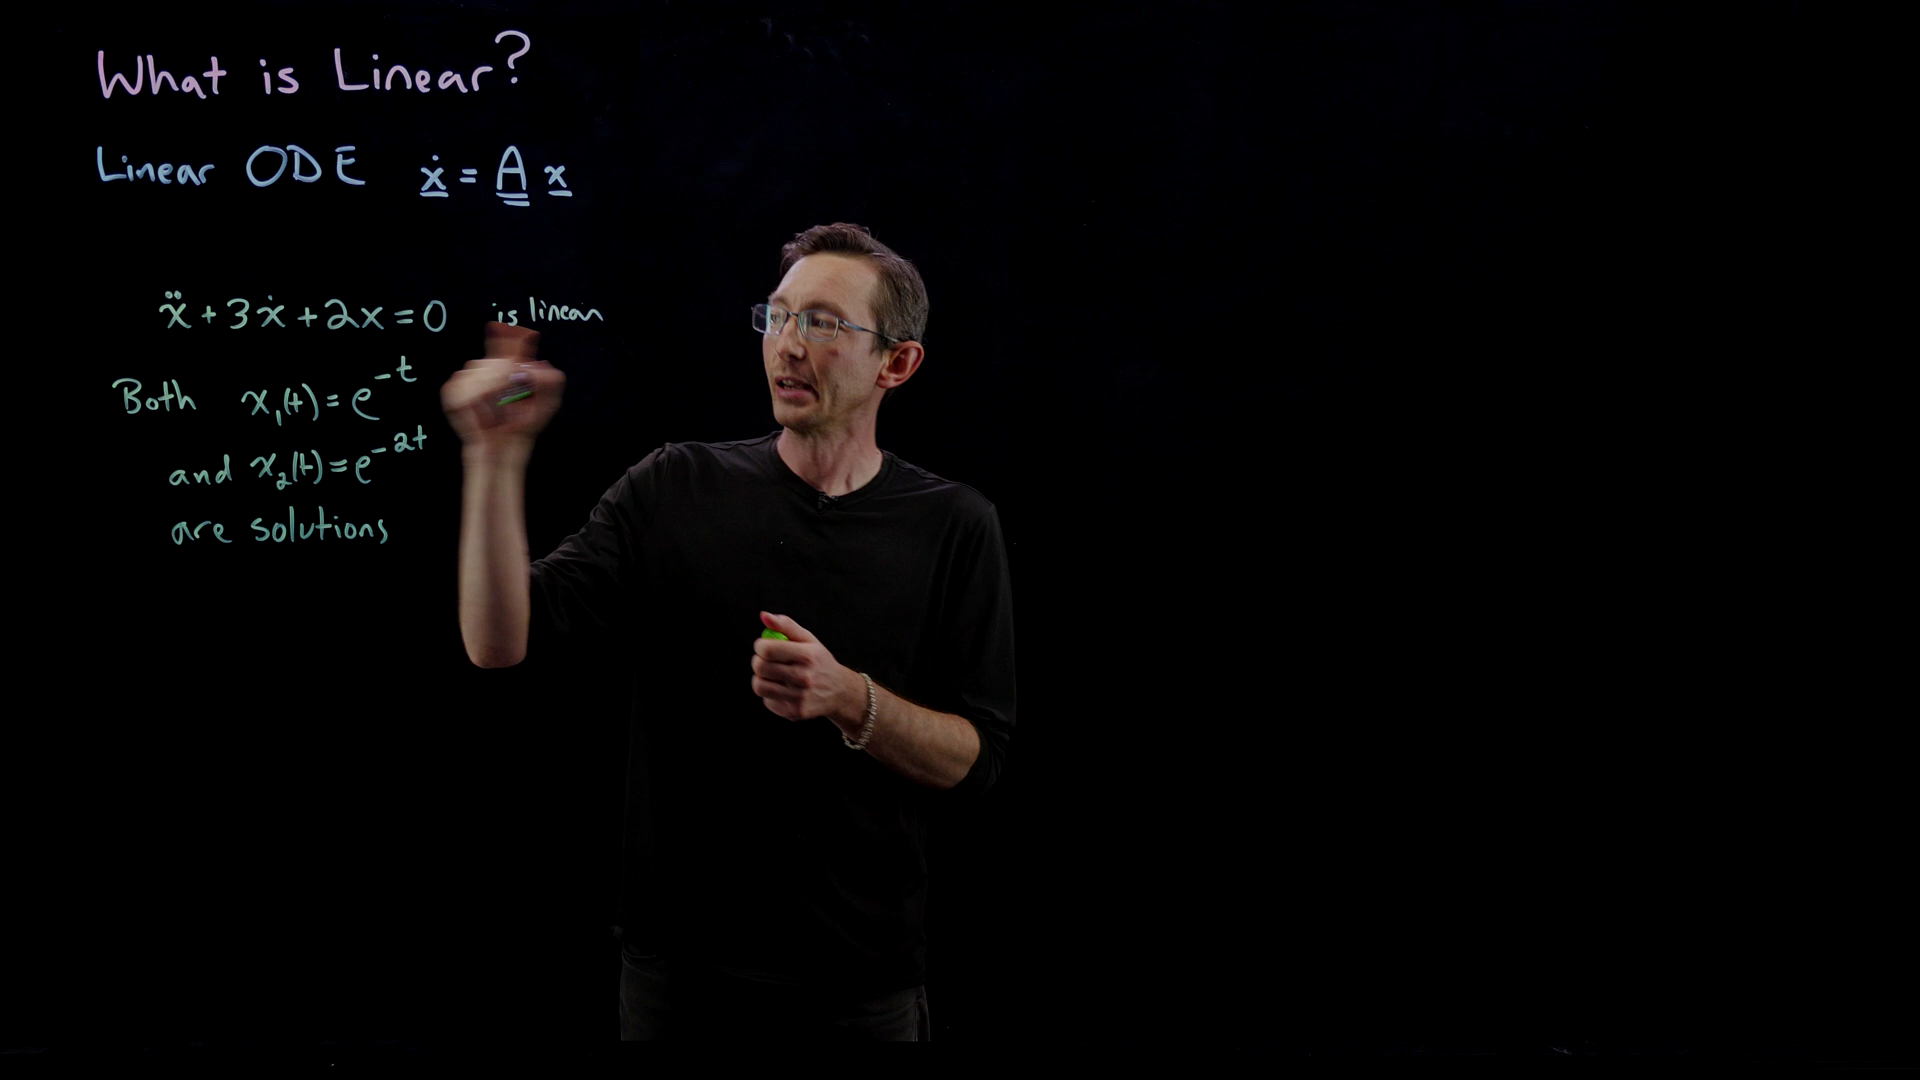 What is Linear?
Linear ODE ẋ = A x
ẍ + 3ẋ + 2x = 0 is linear
Both x₁(t) = e^{-t}
and x₂(t) = e^{-2t}
are solutions